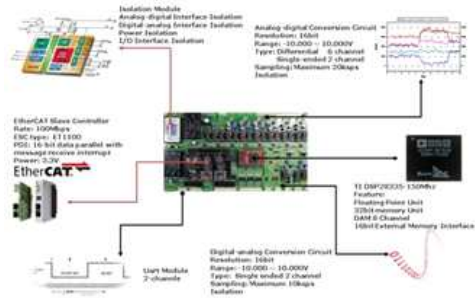 Isolation Module
Analog-digital Interface Isolation
Digital-analog Interface Isolation
Power Isolation
I/O Interface Isolation
Analog-digital Conversion Circuit
Resolution: 16bit
Range: -10.000 ~ 10.000V
Type: Differential 6 channel
Single-ended 2 channel
Sampling: Maximum 20ksps
Isolation
EtherCAT Slave Controller
Rate: 100Mbps
ESC type: ET1100
PDI: 16-bit data parallel with
message receive interrupt
Power: 3.3V
EtherCAT
TI DSP28335-150Mhz
Feature:
Floating-Point Unit
32bit-memory Unit
DAM 6 Channel
16bit External Memory Interface
Digital-analog Conversion Circuit
Resolution: 16bit
Range: -10.000 ~ 10.000V
Type: Single ended 2 channel
Sampling: Maximum 10ksps
Isolation
Module
2-channels